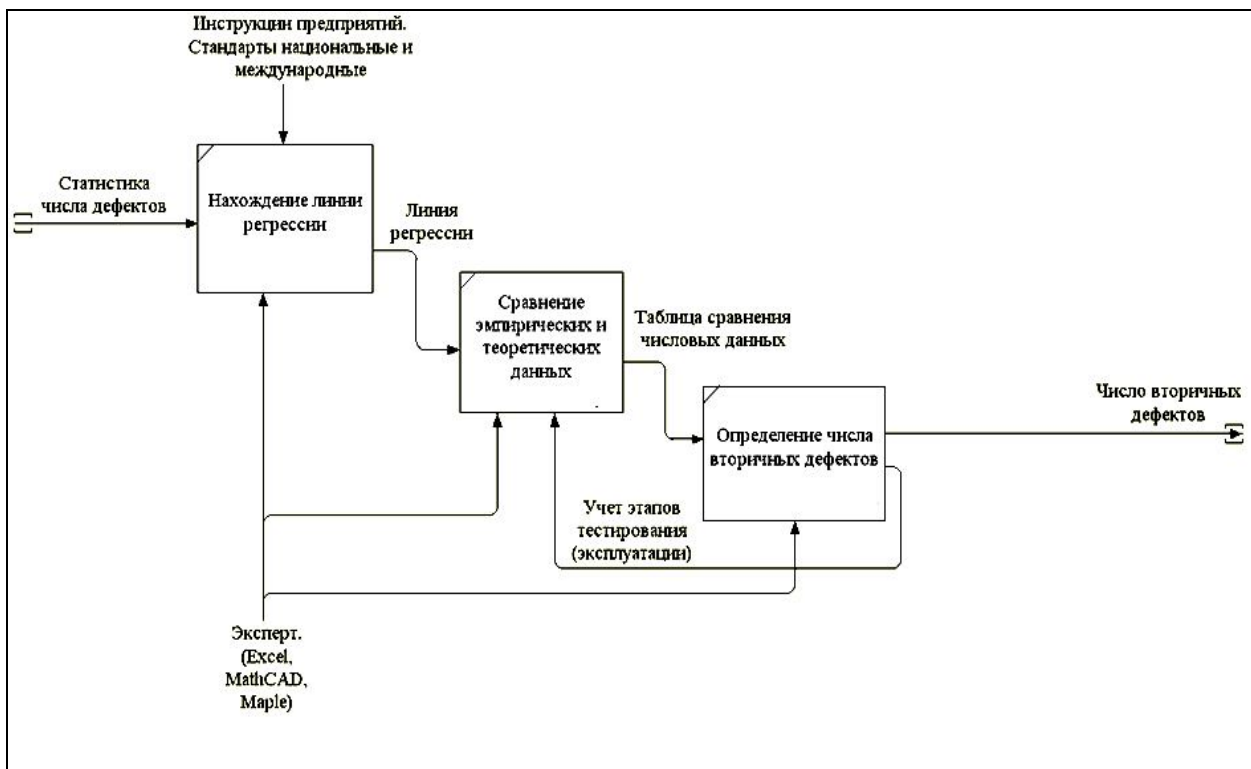 Инструкции предприятий.
Стандарты национальные и
международные
Статистика
числа дефектов
Нахождение линии
регрессии
Линия
регрессии
Сравнение
эмпирических и
теоретических
данных
Таблица сравнения
числовых данных
Определение числа
вторичных дефектов
Число вторичных
дефектов
Учет этапов
тестирования
(эксплуатации)
Эксперт.
(Excel,
MathCAD,
Maple)